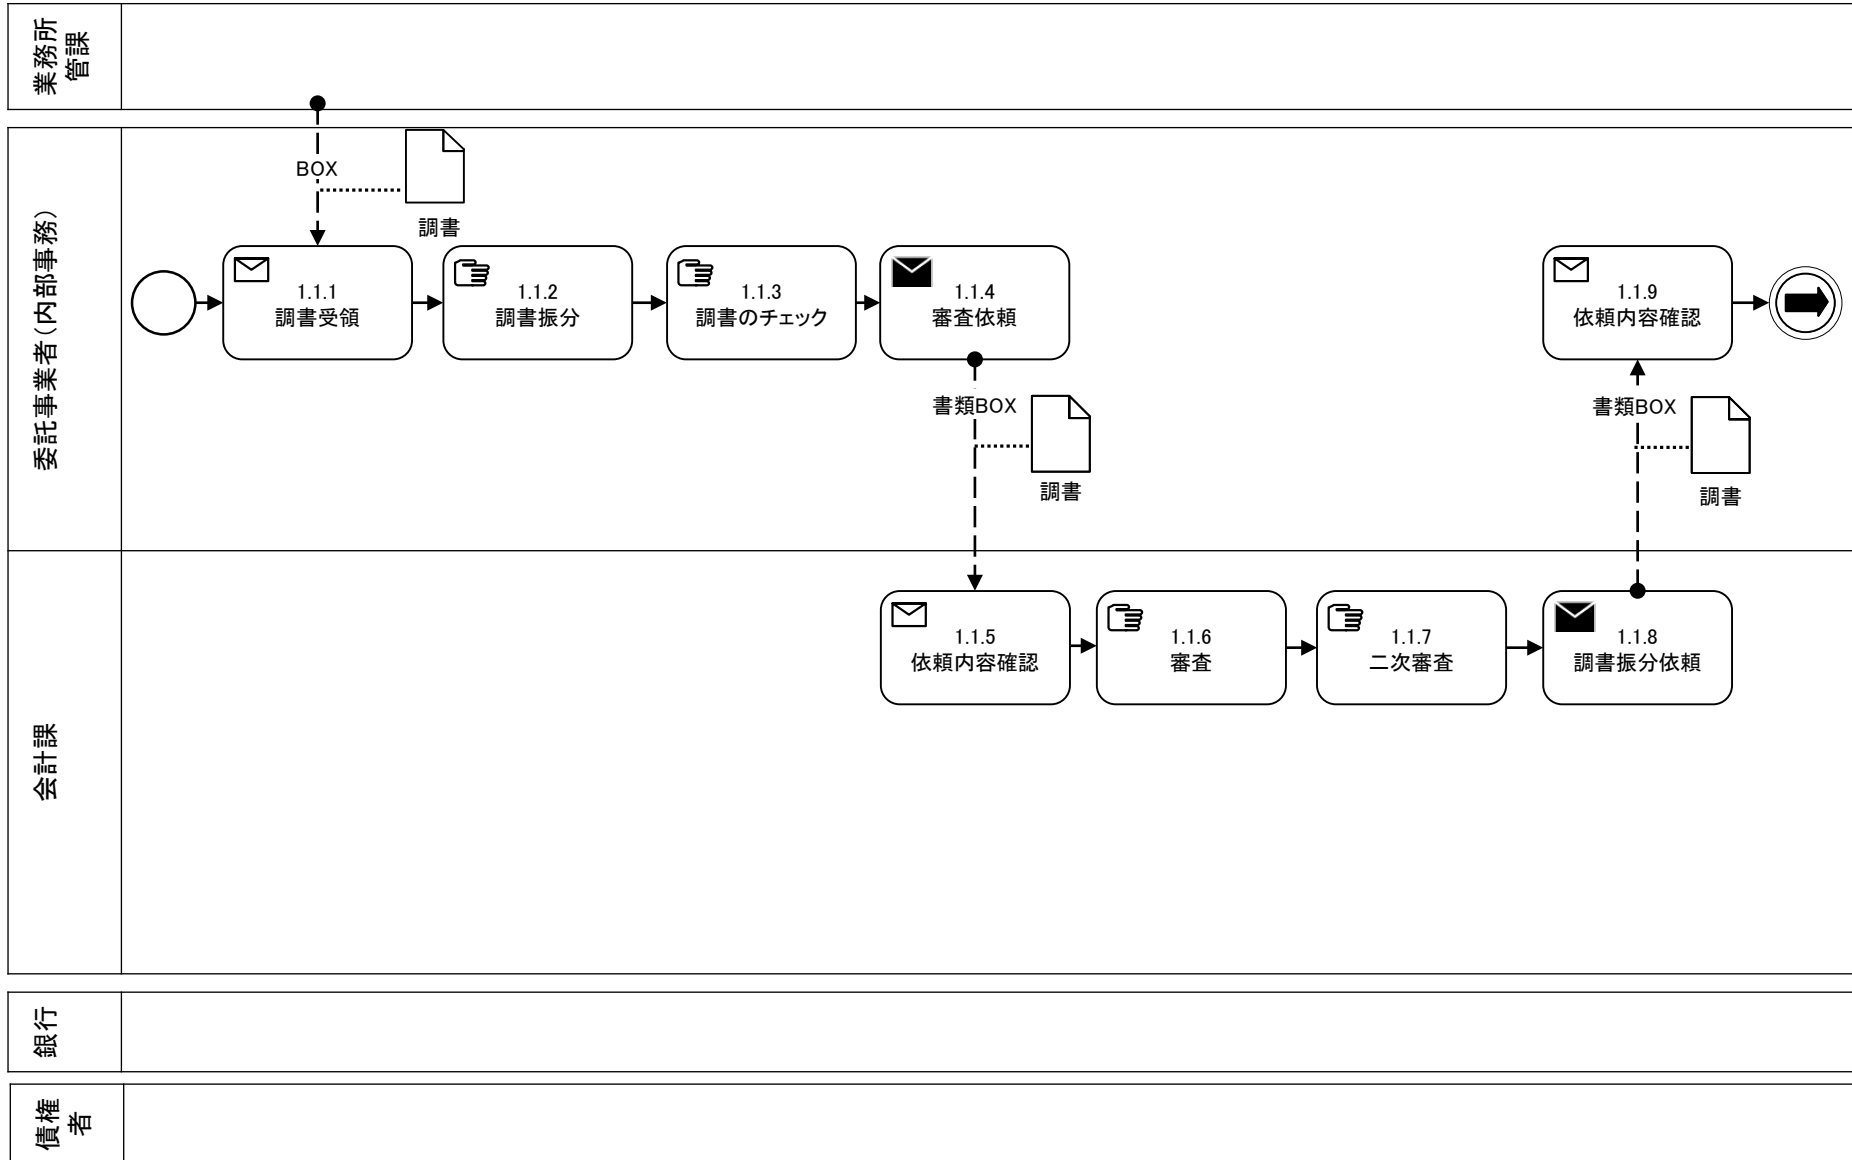 業務所
管課
BOX
調書
委託事業者(内部事務)
1.1.1
調書受領
1.1.2
調書振分
1.1.3
調書のチェック
1.1.4
審査依頼
1.1.9
依頼内容確認
書類BOX
調書
書類BOX
調書
会計課
1.1.5
依頼内容確認
1.1.6
審査
1.1.7
二次審査
1.1.8
調書振分依頼
銀行
債権
者